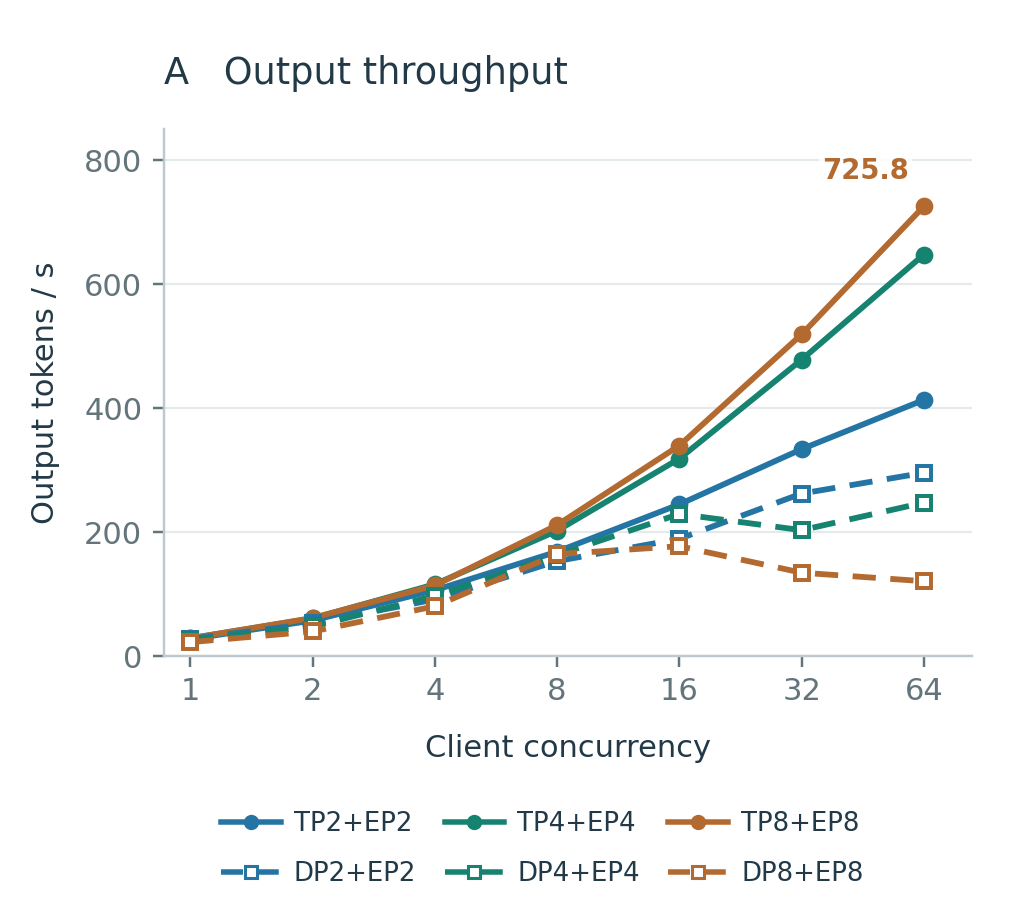 A Output throughput
800
725.8
600
400
200
0
Output tokens / s
1 2 4 8 16 32 64
Client concurrency
TP2+EP2 TP4+EP4 TP8+EP8
DP2+EP2 DP4+EP4 DP8+EP8